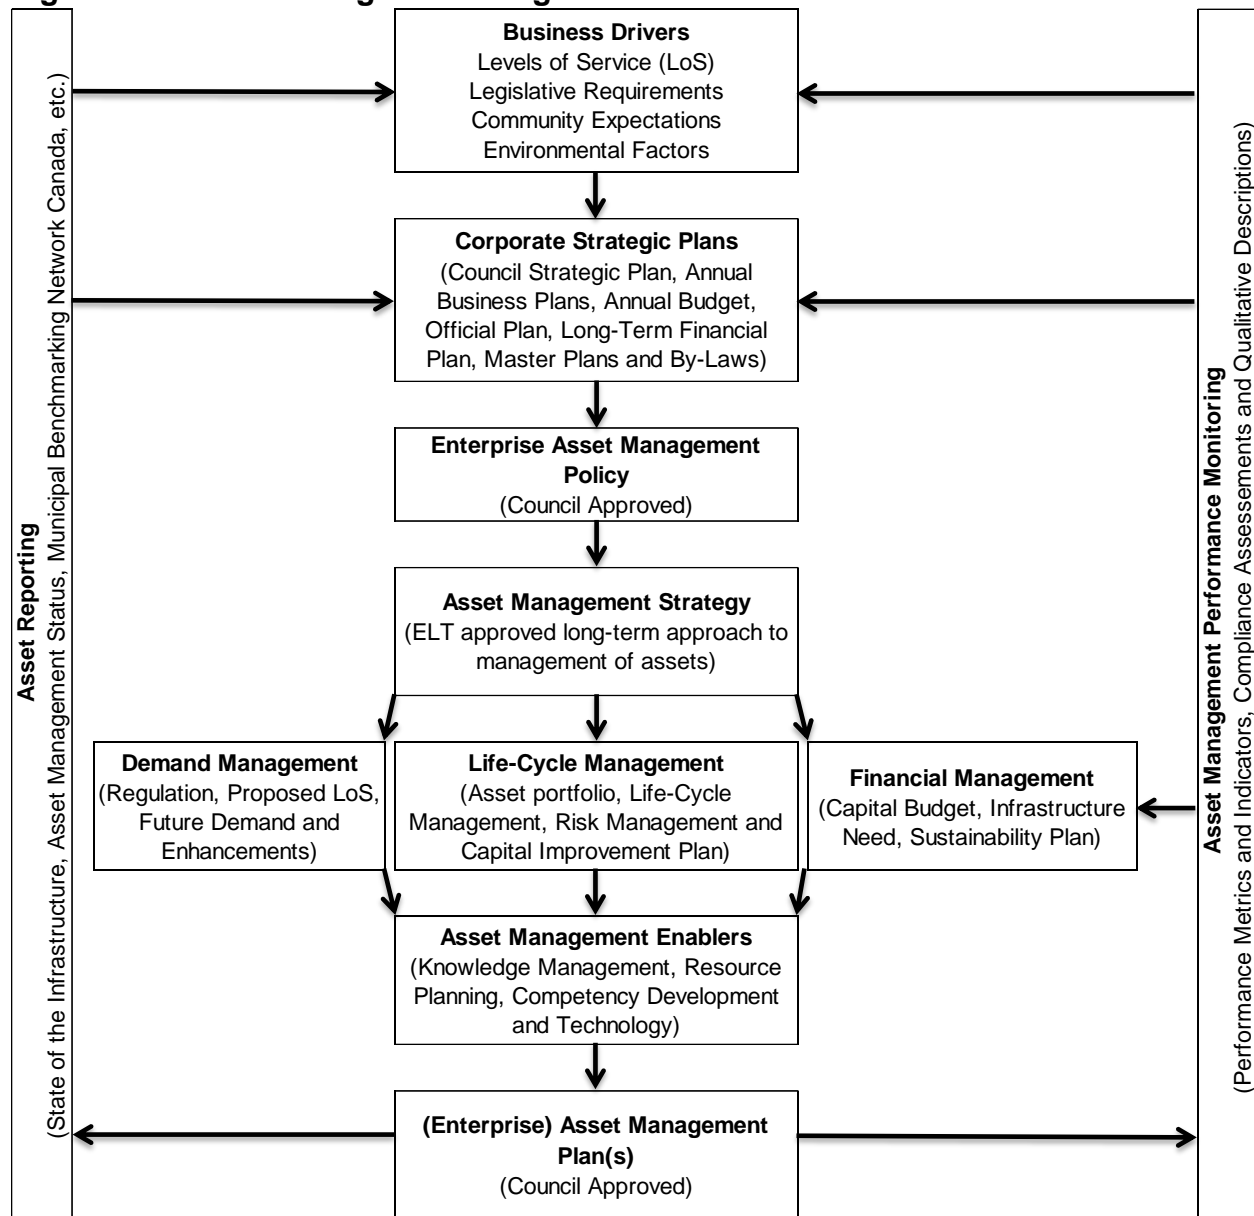 Business Drivers
Levels of Service (LoS)
Legislative Requirements
Community Expectations
Environmental Factors
Corporate Strategic Plans
(Council Strategic Plan, Annual
Business Plans, Annual Budget,
Official Plan, Long-Term Financial
Plan, Master Plans and By-Laws)
Enterprise Asset Management
Policy
(Council Approved)
Asset Management Strategy
(ELT approved long-term approach to
management of assets)
Demand Management
(Regulation, Proposed LoS,
Future Demand and
Enhancements)
Life-Cycle Management
(Asset portfolio, Life-Cycle
Management, Risk Management and
Capital Improvement Plan)
Financial Management
(Capital Budget, Infrastructure
Need, Sustainability Plan)
Asset Management Enablers
(Knowledge Management, Resource
Planning, Competency Development
and Technology)
(Enterprise) Asset Management
Plan(s)
(Council Approved)
Asset Reporting
(State of the Infrastructure, Asset Management Status, Municipal Benchmarking Network Canada, etc.)
Asset Management Performance Monitoring
(Performance Metrics and Indicators, Compliance Assessements and Qualitative Descriptions)